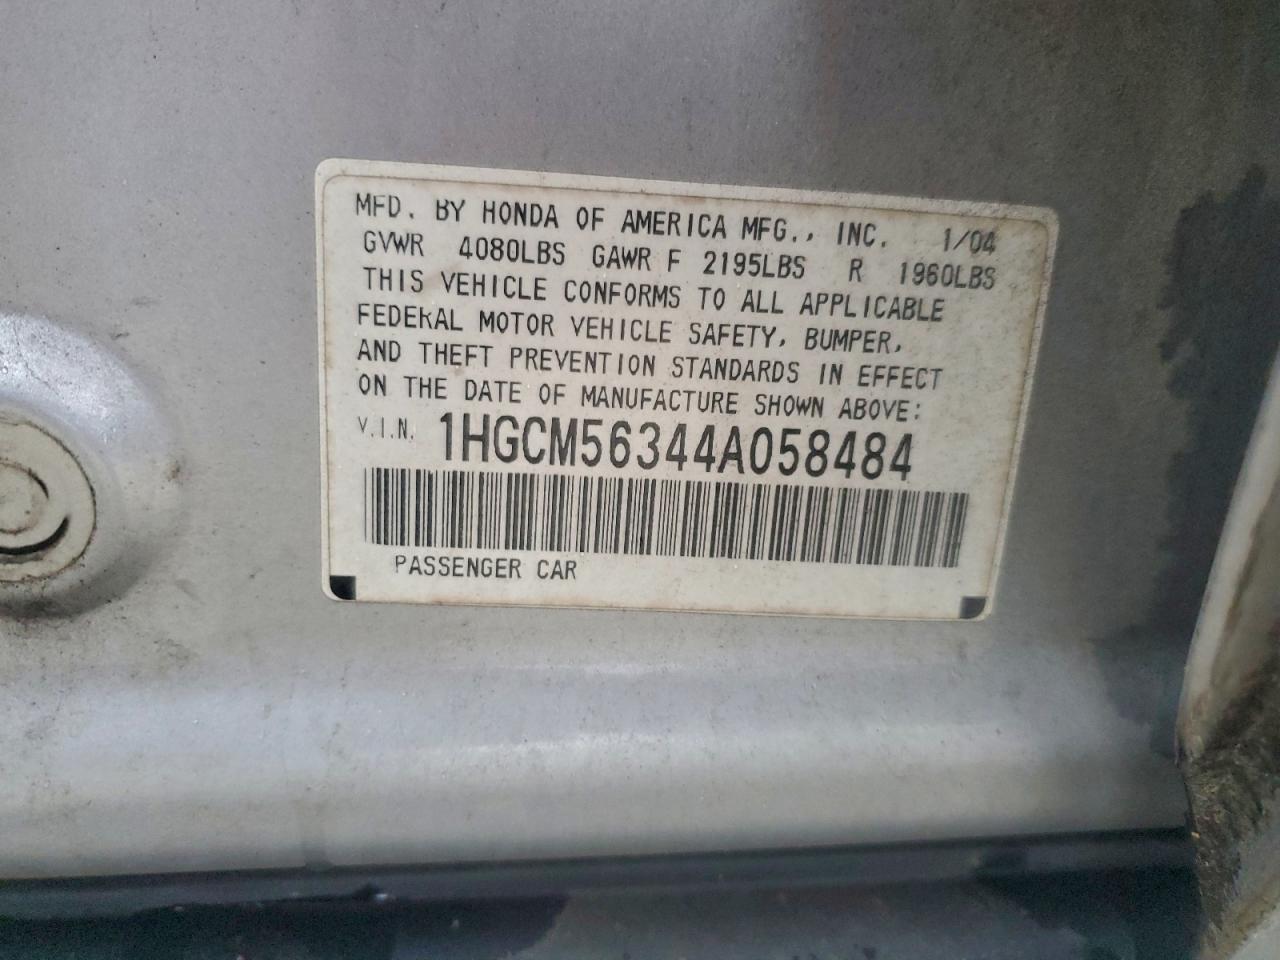 MFD. BY HONDA OF AMERICA MFG., INC. 1/04
GVWR 4080LBS GAWR F 2195LBS R 1960LBS
THIS VEHICLE CONFORMS TO ALL APPLICABLE
FEDERAL MOTOR VEHICLE SAFETY, BUMPER,
AND THEFT PREVENTION STANDARDS IN EFFECT
ON THE DATE OF MANUFACTURE SHOWN ABOVE:
V.I.N. 1HGCM56344A058484
PASSENGER CAR